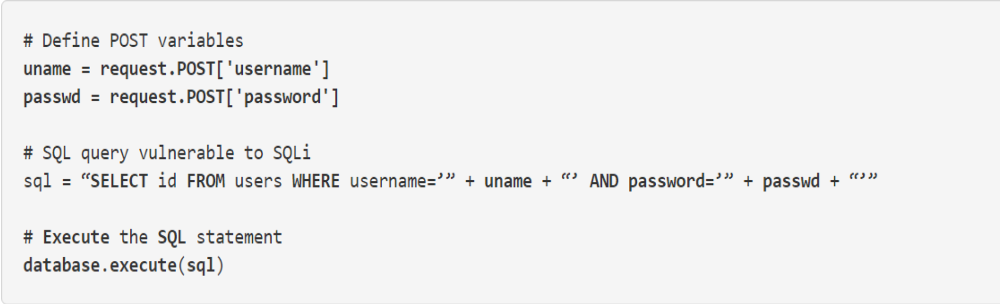 # Define POST variables
uname = request.POST['username']
passwd = request.POST['password']
# SQL query vulnerable to SQLi
sql = “SELECT id FROM users WHERE username=’” + uname + “’ AND password=’” + passwd + “’”
# Execute the SQL statement
database.execute(sql)